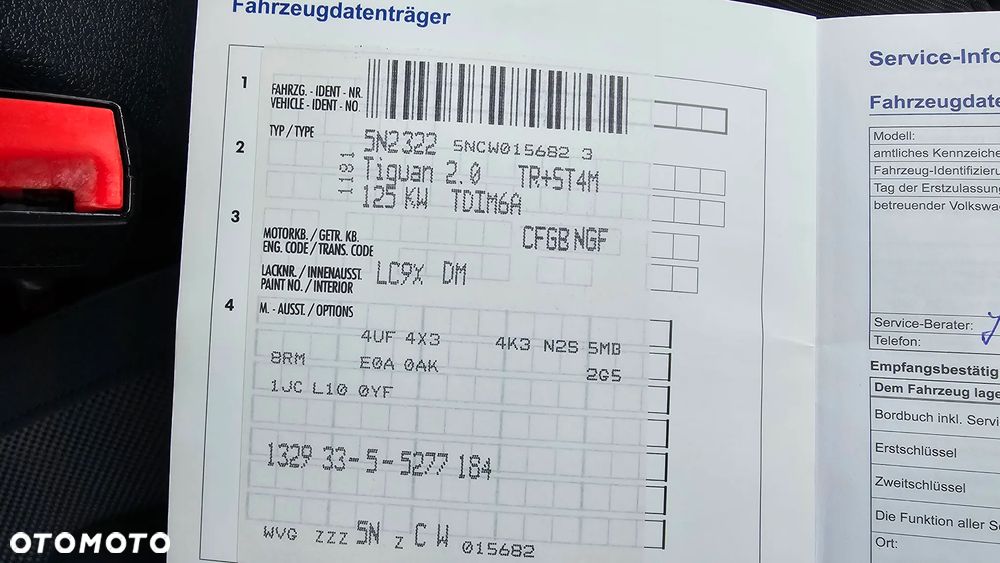 Fahrzeugdatenträger
1
FAHRZG. - IDENT - NR.
VEHICLE - IDENT - NO.
2
TYP / TYPE
1181
5N2322 5NCW015682 3
Tiguan 2.0 TR+ST4M
125 KW TDIM6A
3
MOTORKB. / GETR. KB.
ENG. CODE / TRANS. CODE
CFGB NGF
LACKNR. / INNENAUSST.
PAINT NO. / INTERIOR
LC9X DM
4
M. - AUSST. / OPTIONS
4UF 4X3 4K3 N2S 5MB
8RM E0A 0AK 2G5
1JC L10 0YF
1329 33-5-5277 184
WVG ZZZ 5N Z C W 015682
Service-Info
Fahrzeugdate
Modell:
amtliches Kennzeiche
Fahrzeug-Identifizieru
Tag der Erstzulassung
betreuender Volkswa
Service-Berater:
Telefon:
Empfangsbestätig
Dem Fahrzeug lage
Bordbuch inkl. Servi
Erstschlüssel
Zweitschlüssel
Die Funktion aller S
Ort:
OTOMOTO